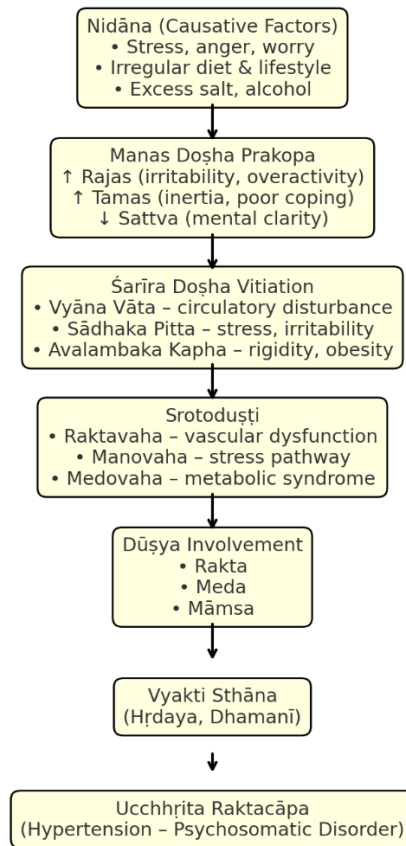 Nidāna (Causative Factors)
• Stress, anger, worry
• Irregular diet & lifestyle
• Excess salt, alcohol
Manas Doṣha Prakopa
↑ Rajas (irritability, overactivity)
↑ Tamas (inertia, poor coping)
↓ Sattva (mental clarity)
Śarīra Doṣha Vitiation
• Vyāna Vāta – circulatory disturbance
• Sādhaka Pitta – stress, irritability
• Avalambaka Kapha – rigidity, obesity
Srotoduṣṭi
• Raktavaha – vascular dysfunction
• Manovaha – stress pathway
• Medovaha – metabolic syndrome
Dūṣya Involvement
• Rakta
• Meda
• Māmsa
Vyakti Sthāna
(Hṛdaya, Dhamanī)
Ucchhṛita Raktacāpa
(Hypertension – Psychosomatic Disorder)